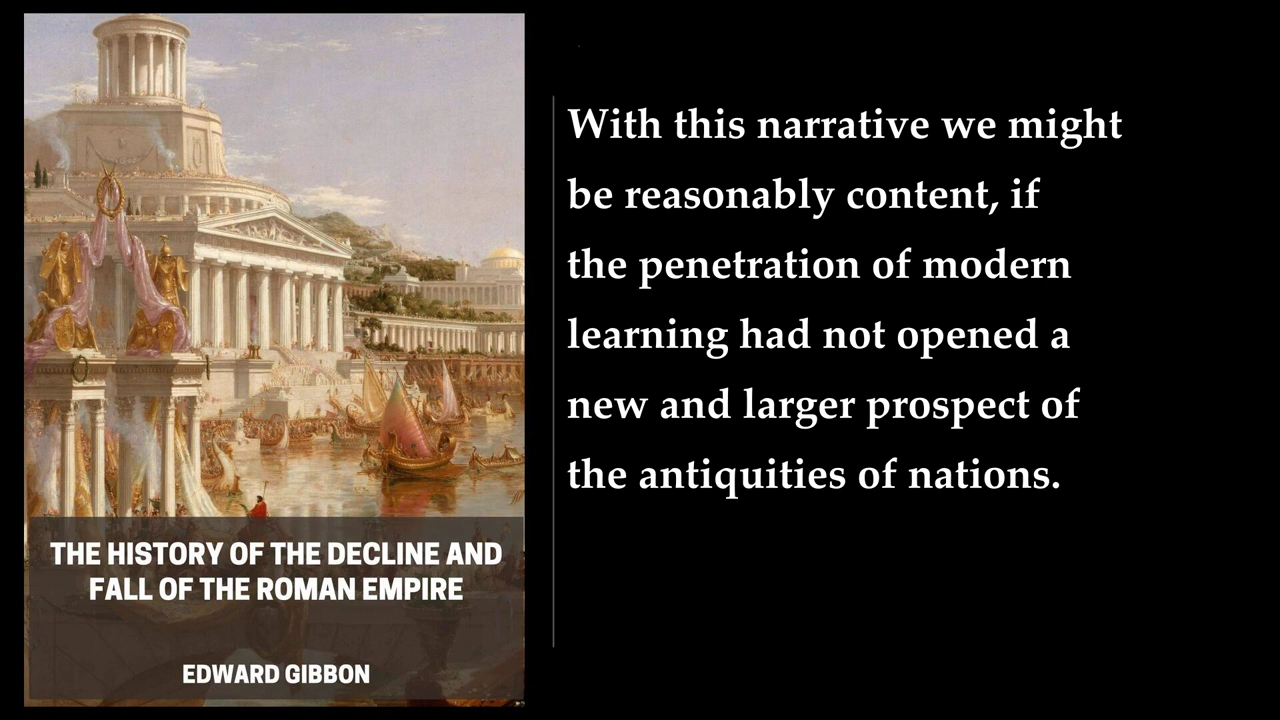 THE HISTORY OF THE DECLINE AND
FALL OF THE ROMAN EMPIRE
EDWARD GIBBON
With this narrative we might
be reasonably content, if
the penetration of modern
learning had not opened a
new and larger prospect of
the antiquities of nations.